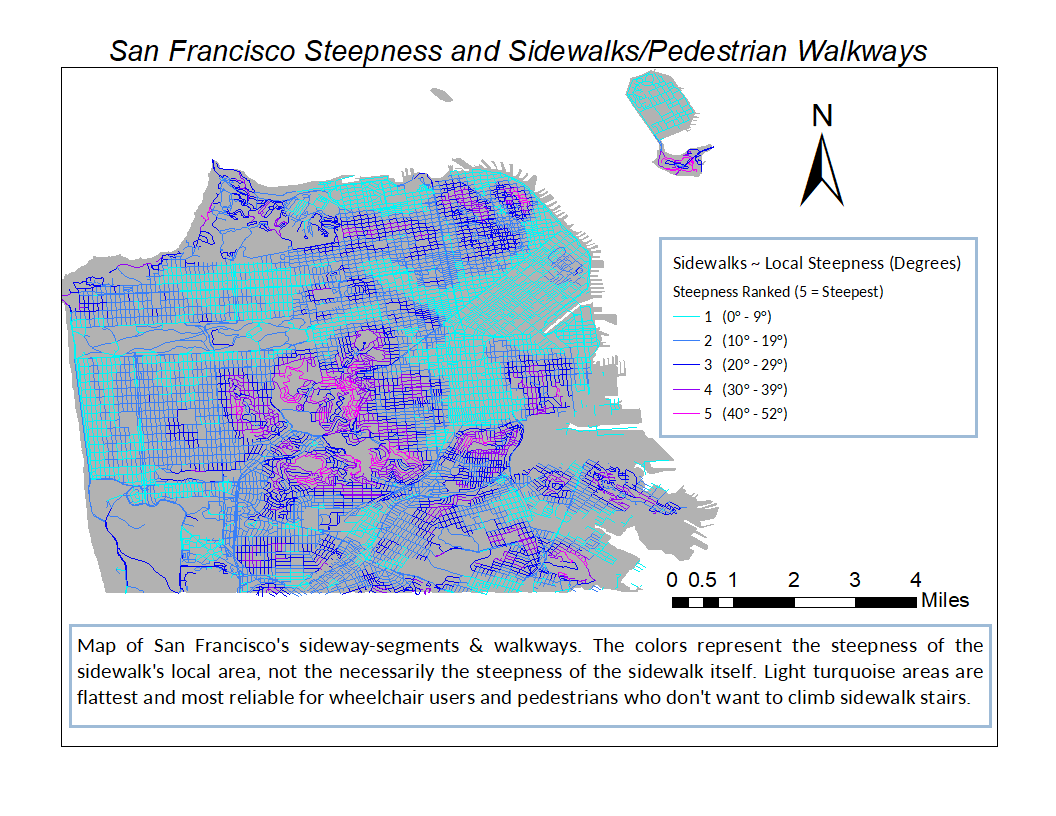 San Francisco Steepness and Sidewalks/Pedestrian Walkways
N
Sidewalks ~ Local Steepness (Degrees)
Steepness Ranked (5 = Steepest)
1 (0° - 9°)
2 (10° - 19°)
3 (20° - 29°)
4 (30° - 39°)
5 (40° - 52°)
0 0.5 1 2 3 4
Miles
Map of San Francisco's sideway-segments & walkways. The colors represent the steepness of the
sidewalk's local area, not the necessarily the steepness of the sidewalk itself. Light turquoise areas are
flattest and most reliable for wheelchair users and pedestrians who don't want to climb sidewalk stairs.